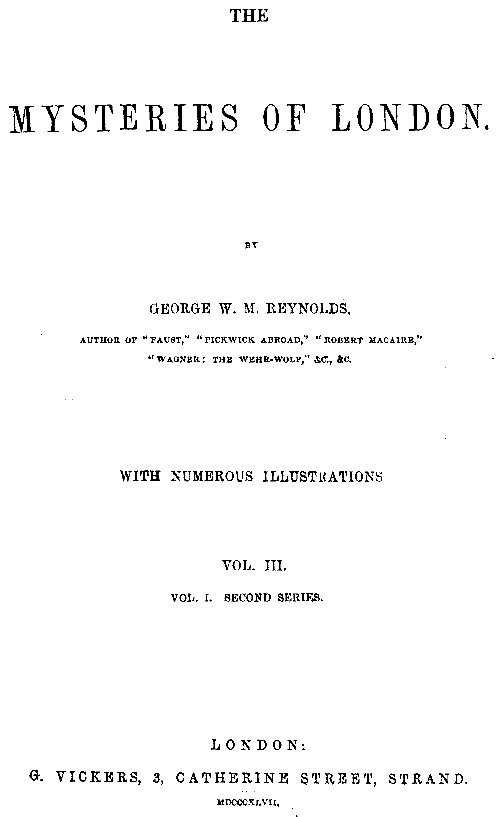 THE
MYSTERIES OF LONDON.
BY
GEORGE W. M. REYNOLDS,
AUTHOR OF "FAUST," "PICKWICK ABROAD," "ROBERT MACAIRE,"
"WAGNER: THE WEHR-WOLF," &C., &C.
WITH NUMEROUS ILLUSTRATIONS
VOL. III.
VOL. I. SECOND SERIES.
LONDON:
G. VICKERS, 3, CATHERINE STREET, STRAND.
MDCCCXLVII.